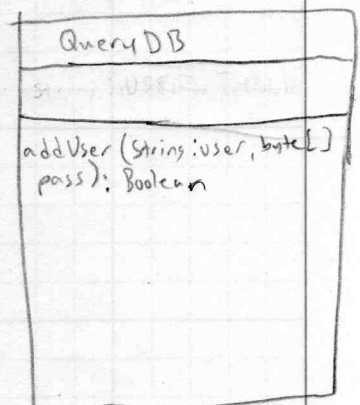 QueryDB
addUser (String:user, byte[]
pass): Boolean